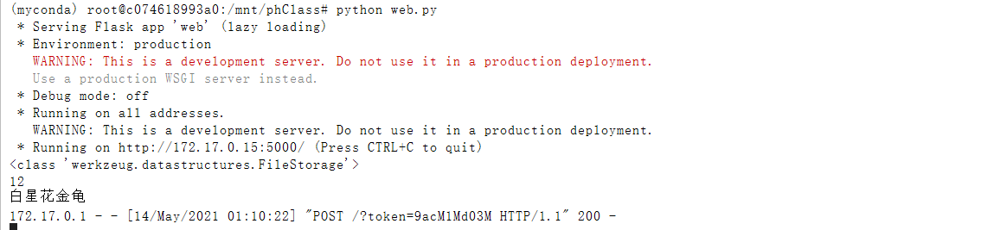 (myconda) root@c074618993a0:/mnt/phClass# python web.py
* Serving Flask app 'web' (lazy loading)
* Environment: production
WARNING: This is a development server. Do not use it in a production deployment.
Use a production WSGI server instead.
* Debug mode: off
* Running on all addresses.
WARNING: This is a development server. Do not use it in a production deployment.
* Running on http://172.17.0.15:5000/ (Press CTRL+C to quit)
<class 'werkzeug.datastructures.FileStorage'>
12
白星花金龟
172.17.0.1 - - [14/May/2021 01:10:22] "POST /?token=9acM1Md03M HTTP/1.1" 200 -